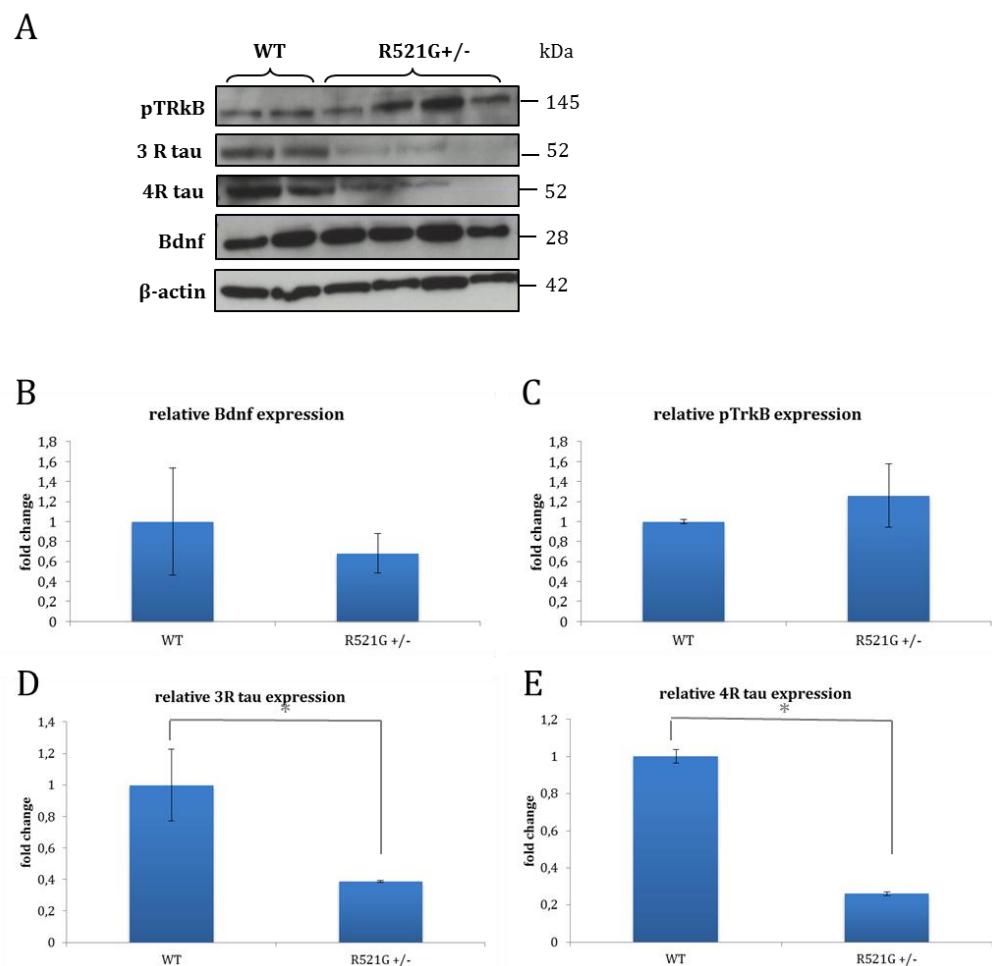 A
WT R521G+/- kDa
pTRkB 145
3 R tau 52
4R tau 52
Bdnf 28
β-actin 42
B
relative Bdnf expression
fold change
1,8
1,6
1,4
1,2
1
0,8
0,6
0,4
0,2
0
WT R521G +/-
C
relative pTrkB expression
fold change
1,8
1,6
1,4
1,2
1
0,8
0,6
0,4
0,2
0
WT R521G +/-
D
relative 3R tau expression
*
fold change
1,4
1,2
1
0,8
0,6
0,4
0,2
0
WT R521G +/-
E
relative 4R tau expression
*
fold change
1,2
1
0,8
0,6
0,4
0,2
0
WT R521G +/-